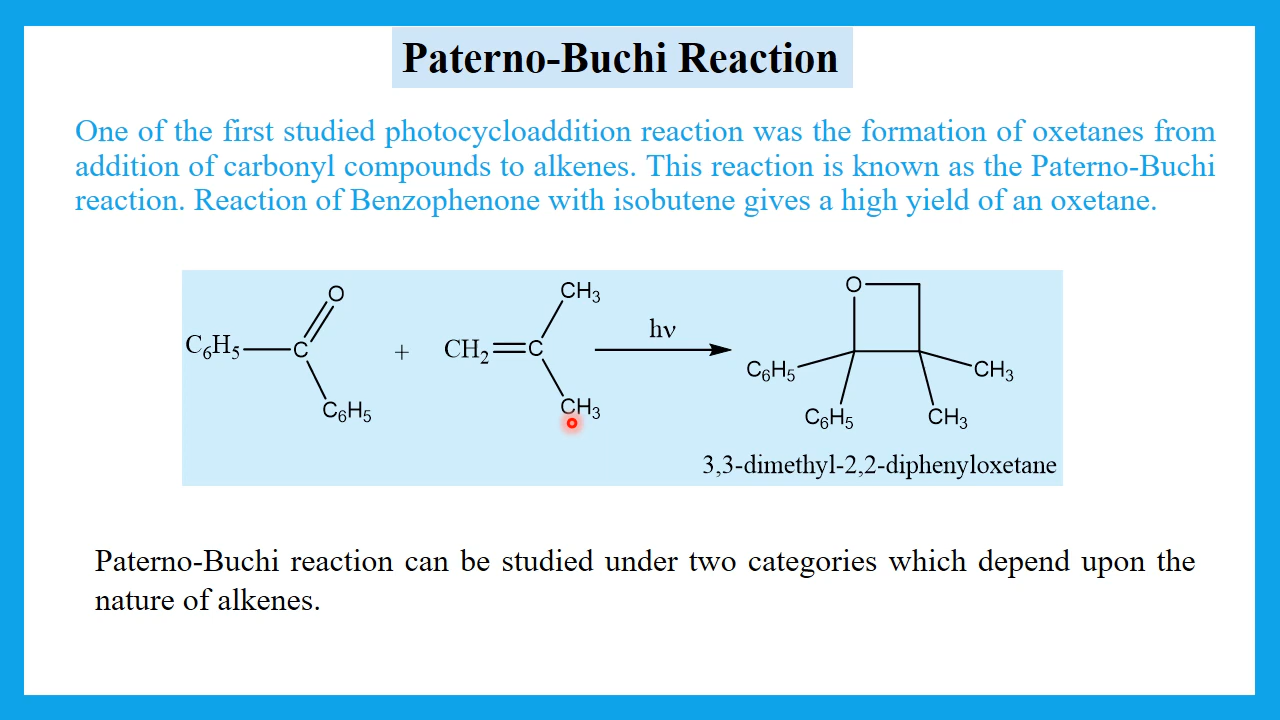 Paterno-Buchi Reaction
One of the first studied photocycloaddition reaction was the formation of oxetanes from
addition of carbonyl compounds to alkenes. This reaction is known as the Paterno-Buchi
reaction. Reaction of Benzophenone with isobutene gives a high yield of an oxetane.
O
C₆H₅ C
C₆H₅
+
CH₃
CH₂ C
CH₃
hν
O
C₆H₅ CH₃
C₆H₅ CH₃
3,3-dimethyl-2,2-diphenyloxetane
Paterno-Buchi reaction can be studied under two categories which depend upon the
nature of alkenes.